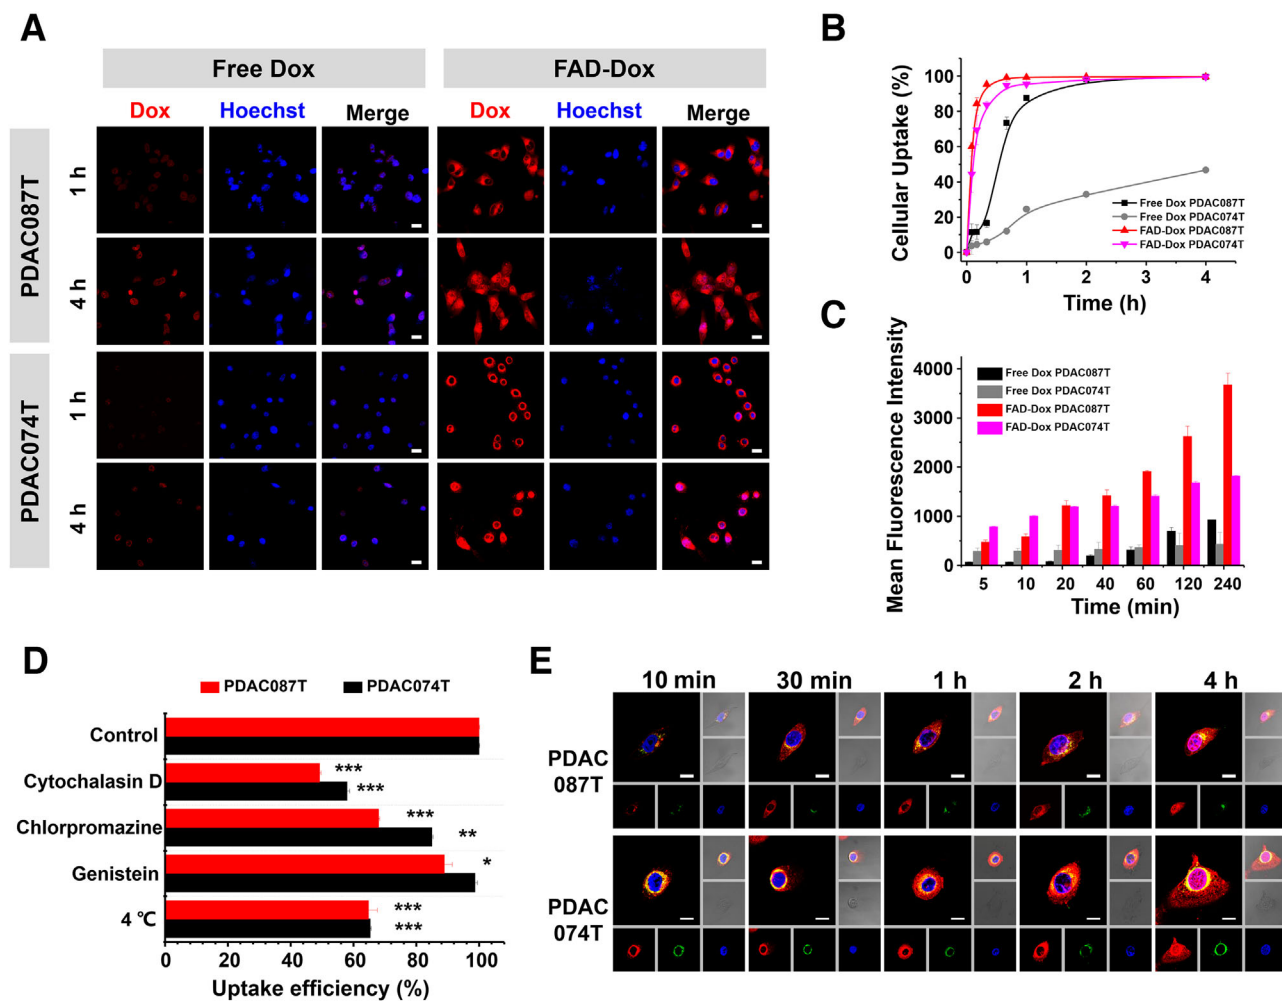 A
Free Dox
FAD-Dox
Dox
Hoechst
Merge
Dox
Hoechst
Merge
PDAC087T
1 h
4 h
PDAC074T
1 h
4 h
B
Cellular Uptake (%)
100
80
60
40
20
0
Free Dox PDAC087T
Free Dox PDAC074T
FAD-Dox PDAC087T
FAD-Dox PDAC074T
0
1
2
3
4
Time (h)
C
Mean Fluorescence Intensity
4000
3000
2000
1000
0
Free Dox PDAC087T
Free Dox PDAC074T
FAD-Dox PDAC087T
FAD-Dox PDAC074T
5
10
20
40
60
120
240
Time (min)
D
PDAC087T
PDAC074T
Control
Cytochalasin D
***
***
Chlorpromazine
***
**
Genistein
*
4 ℃
***
***
0
20
40
60
80
100
Uptake efficiency (%)
E
10 min
30 min
1 h
2 h
4 h
PDAC
087T
PDAC
074T